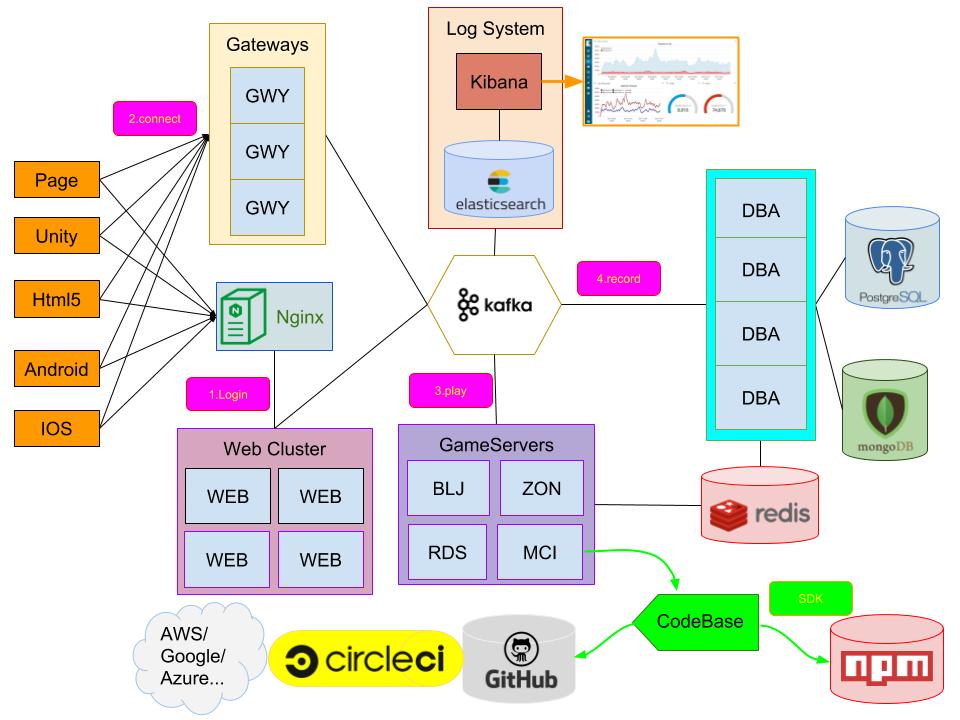 Gateways
GWY
GWY
GWY
2.connect
Log System
Kibana
elasticsearch
Page
Unity
Html5
Android
IOS
Nginx
1.Login
kafka
3.play
4.record
DBA
DBA
DBA
DBA
PostgreSQL
mongoDB
redis
Web Cluster
WEB
WEB
WEB
WEB
GameServers
BLJ
ZON
RDS
MCI
AWS/
Google/
Azure...
circleci
GitHub
CodeBase
SDK
npm